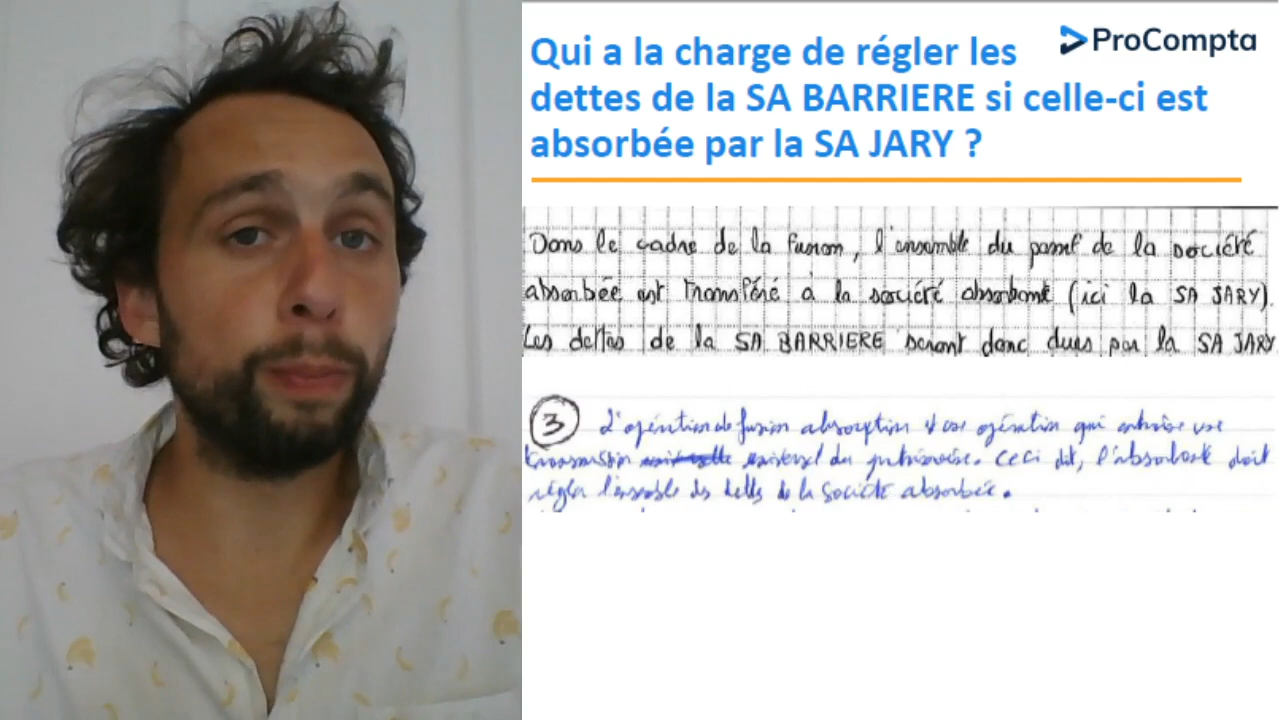 Qui a la charge de régler les
ProCompta
dettes de la SA BARRIERE si celle-ci est
absorbée par la SA JARY ?
Dans le cadre de la fusion, l'ensemble du passif de la société
absorbée est transféré à la société absorbante (ici la SA JARY).
Les dettes de la SA BARRIERE seront donc dues par la SA JARY
3 L'opération de fusion absorption est une opération qui entraîne une
transmission universelle universel du patrimoine. Ceci dit, l'absorbante doit
régler l'ensemble des dettes de la société absorbée.